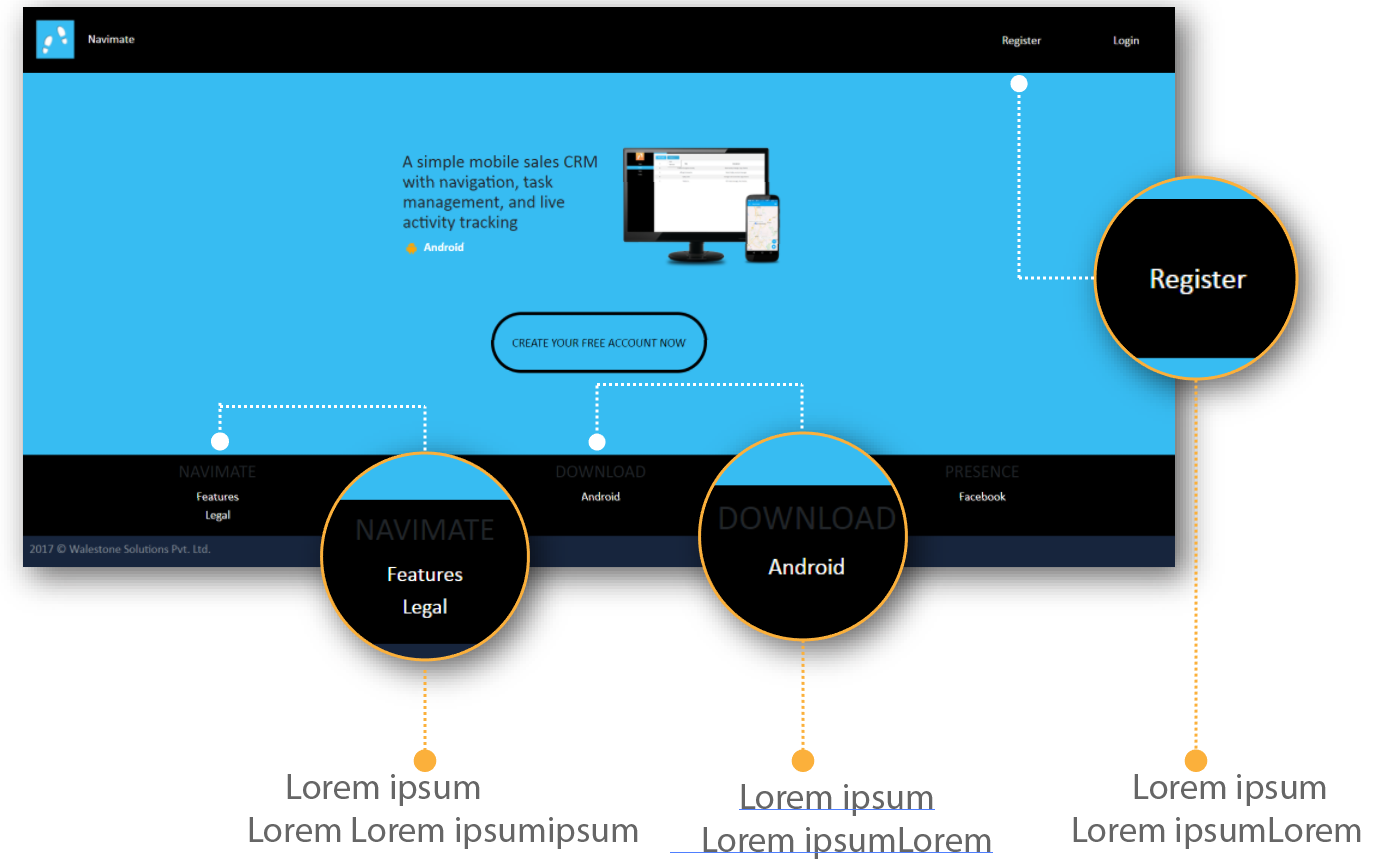 Navimate
Register
Login
A simple mobile sales CRM
with navigation, task
management, and live
activity tracking
Android
CREATE YOUR FREE ACCOUNT NOW
Register
NAVIMATE
Features
Legal
DOWNLOAD
Android
PRESENCE
Facebook
NAVIMATE
Features
Legal
DOWNLOAD
Android
2017 © Walestone Solutions Pvt. Ltd.
Lorem ipsum
Lorem Lorem ipsumipsum
Lorem ipsum
Lorem ipsumLorem
Lorem ipsum
Lorem ipsumLorem